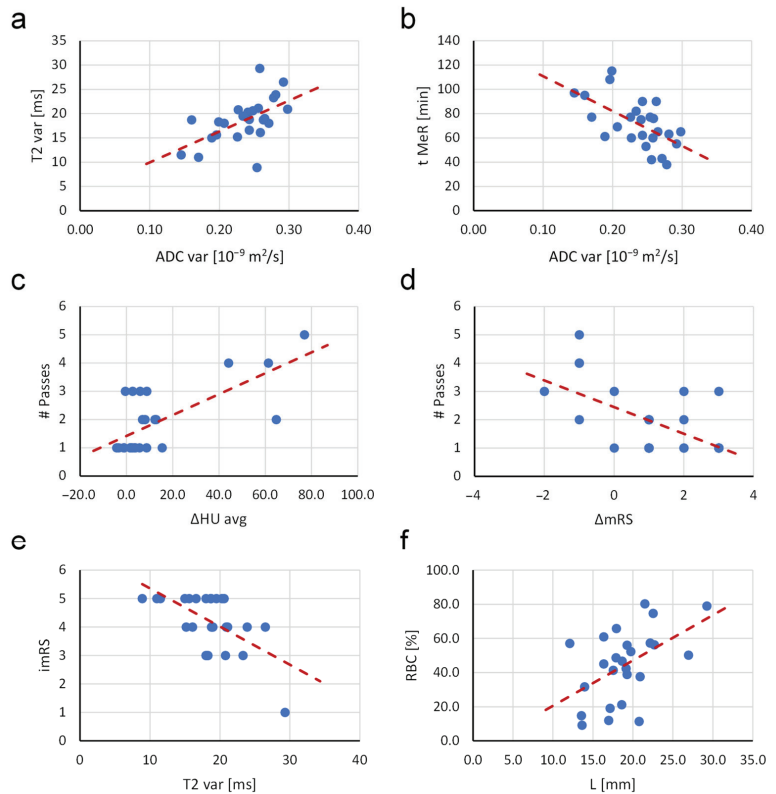 a
T2 var [ms]
35
30
25
20
15
10
5
0
0.00 0.10 0.20 0.30 0.40
ADC var [10⁻⁹ m²/s]
b
t MeR [min]
140
120
100
80
60
40
20
0
0.00 0.10 0.20 0.30 0.40
ADC var [10⁻⁹ m²/s]
c
# Passes
6
5
4
3
2
1
0
−20.0 0.0 20.0 40.0 60.0 80.0 100.0
ΔHU avg
d
# Passes
6
5
4
3
2
1
0
−4 −2 0 2 4
ΔmRS
e
imRS
6
5
4
3
2
1
0
0 10 20 30 40
T2 var [ms]
f
RBC [%]
100.0
80.0
60.0
40.0
20.0
0.0
0.0 5.0 10.0 15.0 20.0 25.0 30.0 35.0
L [mm]